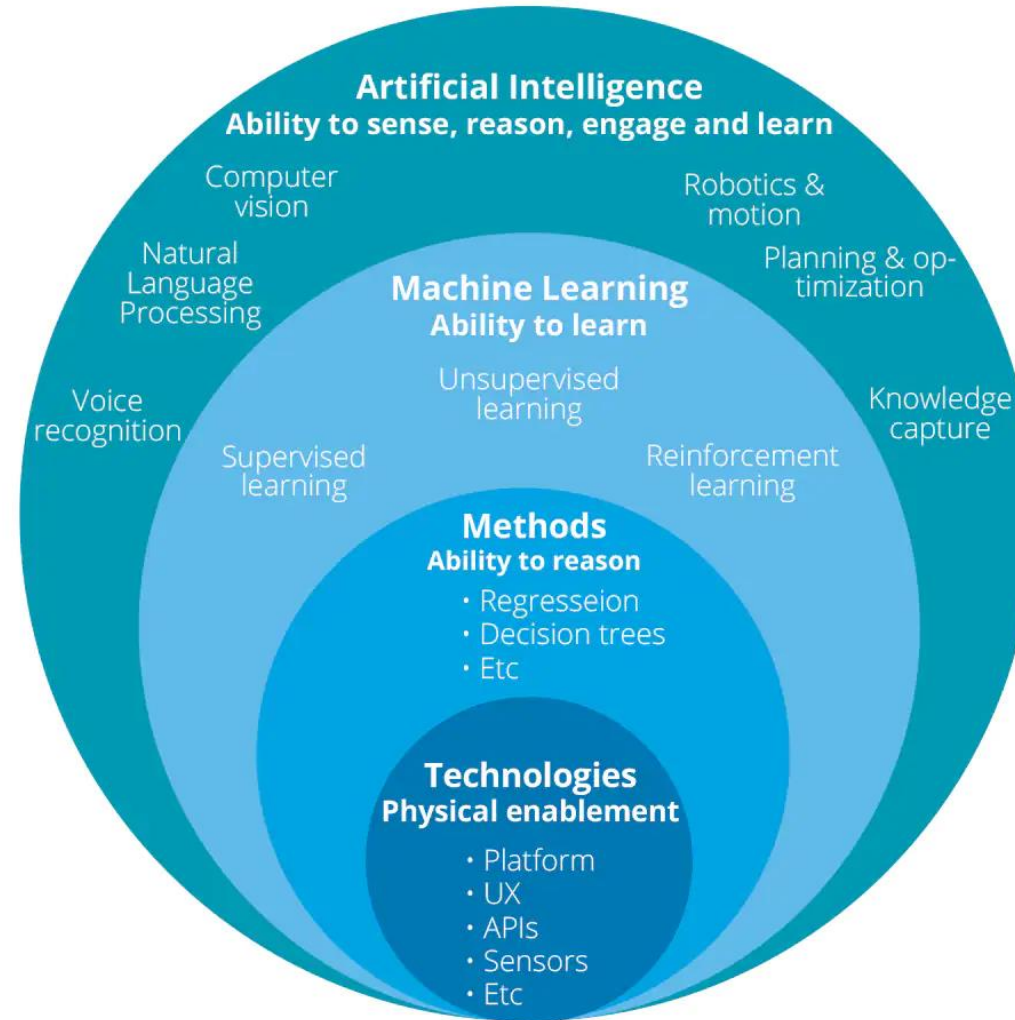 Artificial Intelligence
Ability to sense, reason, engage and learn
Computer
vision
Robotics &
motion
Natural
Language
Processing
Planning & op-
timization
Voice
recognition
Knowledge
capture
Machine Learning
Ability to learn
Unsupervised
learning
Supervised
learning
Reinforcement
learning
Methods
Ability to reason
• Regresseion
• Decision trees
• Etc
Technologies
Physical enablement
• Platform
• UX
• APIs
• Sensors
• Etc